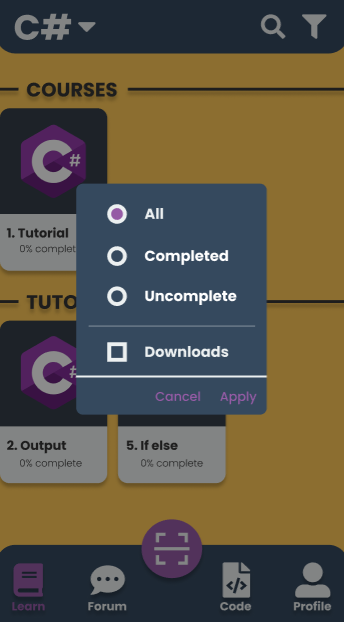 C#
COURSES
C#
1. Tutorial
0% complet
All
Completed
Uncomplete
Downloads
Cancel Apply
TUTO
C#
2. Output
0% complete
5. If else
0% complete
Learn
Forum
Code
Profile